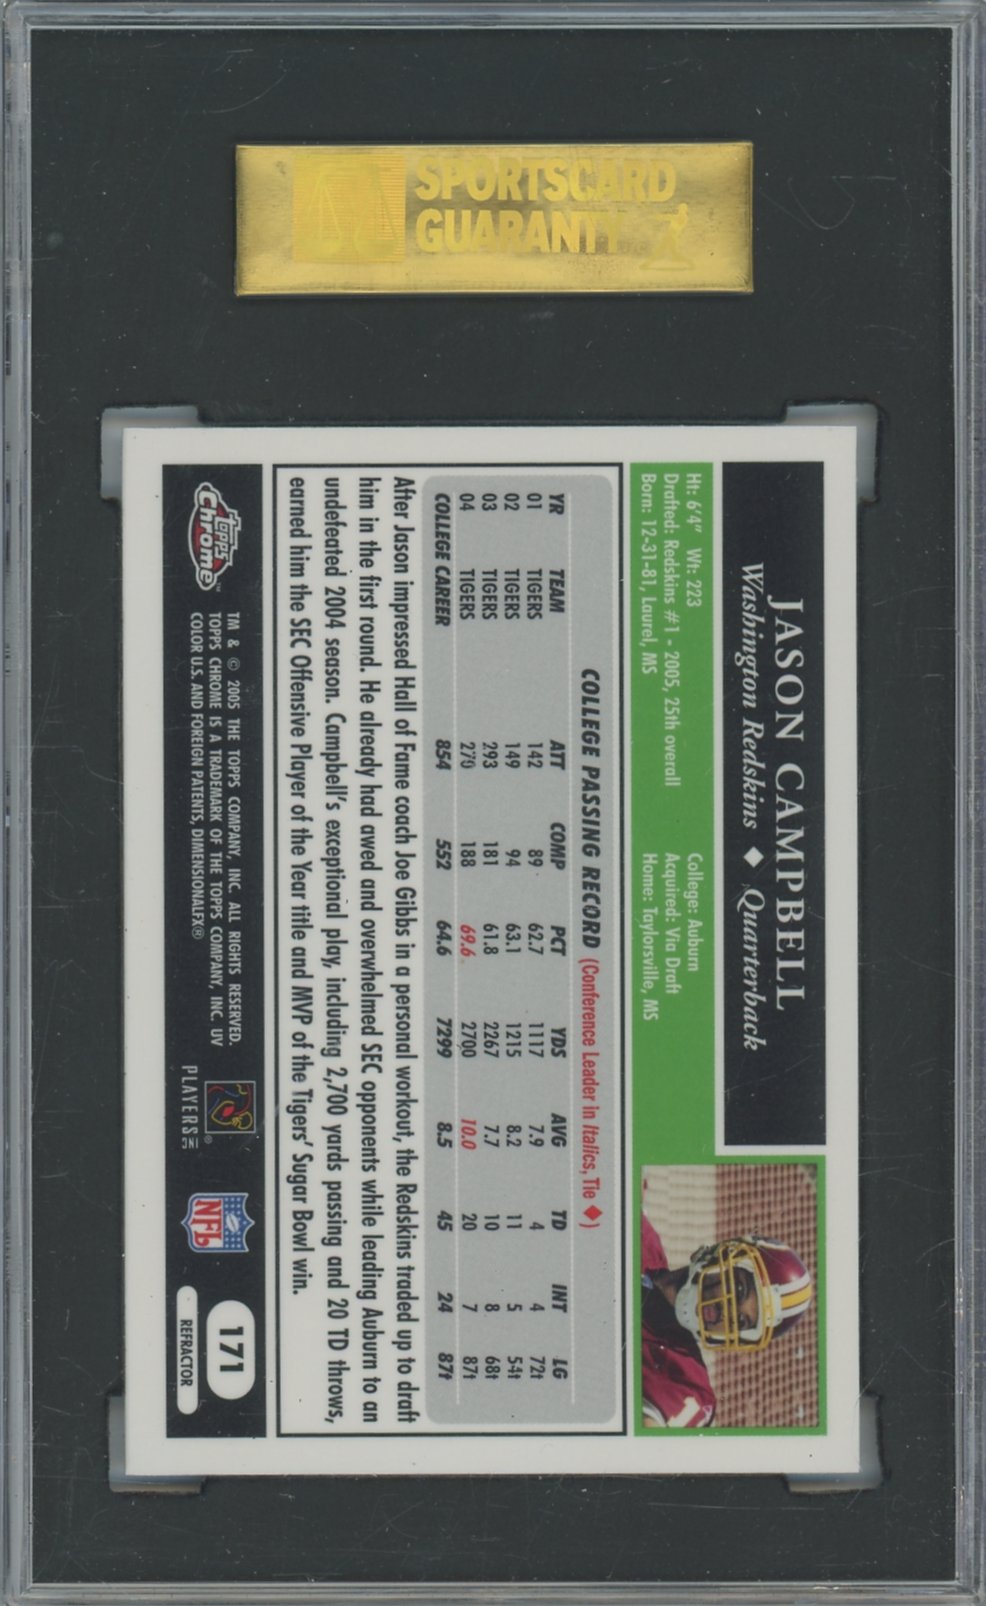 SPORTSCARD
GUARANTY
JASON CAMPBELL
Washington Redskins ◆ Quarterback
Ht: 6'4" Wt: 223 College: Auburn
Drafted: Redskins #1 - 2005, 25th overall Acquired: Via Draft
Born: 12-31-81, Laurel, MS Home: Taylorsville, MS
COLLEGE PASSING RECORD (Conference Leader in Italics, Tie ◆)
YR TEAM ATT COMP PCT YDS AVG TD INT LG
01 TIGERS 142 89 62.7 1117 7.9 4 4 72t
02 TIGERS 149 94 63.1 1215 8.2 11 5 54t
03 TIGERS 293 181 61.8 2267 7.7 10 8 68t
04 TIGERS 270 188 69.6 2700 10.0 20 7 87t
COLLEGE CAREER 854 552 64.6 7299 8.5 45 24 87t
After Jason impressed Hall of Fame coach Joe Gibbs in a personal workout, the Redskins traded up to draft
him in the first round. He already had awed and overwhelmed SEC opponents while leading Auburn to an
undefeated 2004 season. Campbell's exceptional play, including 2,700 yards passing and 20 TD throws,
earned him the SEC Offensive Player of the Year title and MVP of the Tigers' Sugar Bowl win.
Topps
Chrome
TM & © 2005 THE TOPPS COMPANY, INC. ALL RIGHTS RESERVED.
TOPPS CHROME IS A TRADEMARK OF THE TOPPS COMPANY, INC. UV
COLOR U.S. AND FOREIGN PATENTS, DIMENSIONALFX®
PLAYERS INC
NFL
171
REFRACTOR